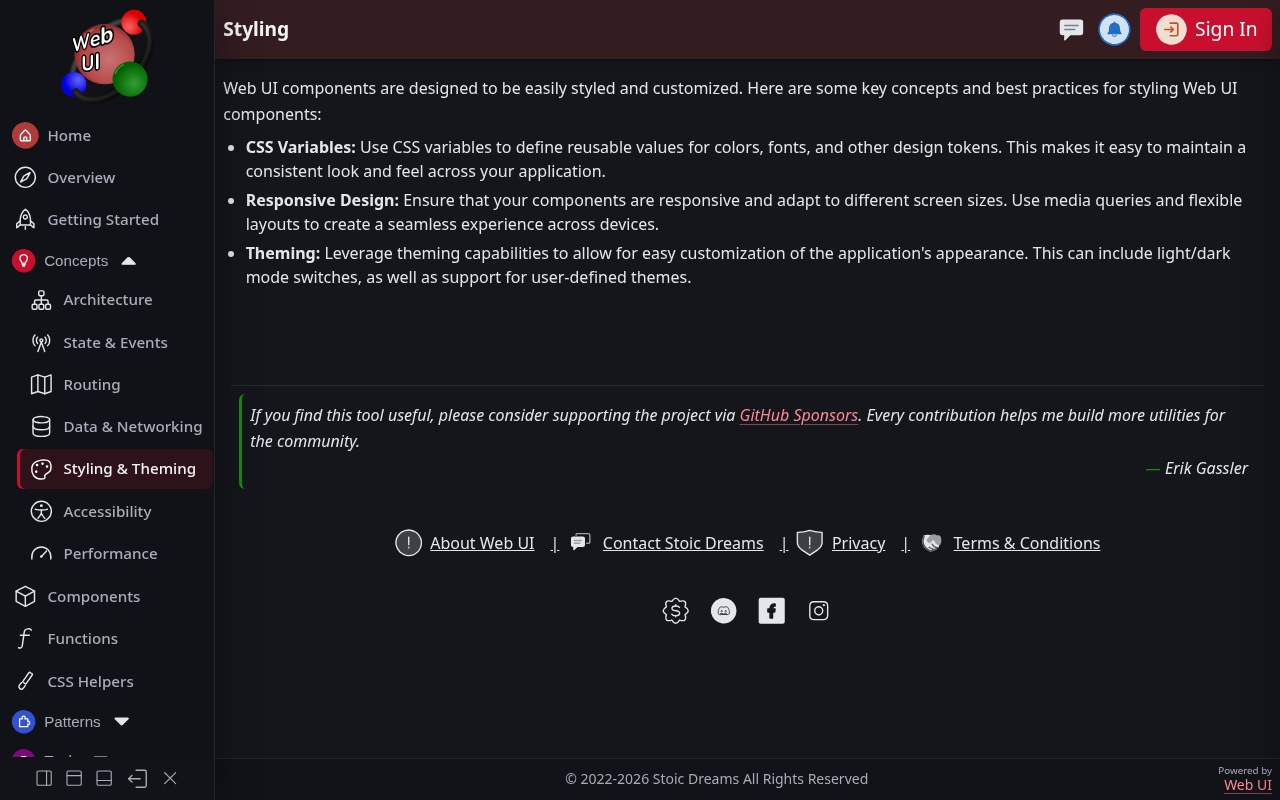 Web
UI
Styling
Sign In
Home
Overview
Getting Started
Concepts
Architecture
State & Events
Routing
Data & Networking
Styling & Theming
Accessibility
Performance
Components
Functions
CSS Helpers
Patterns
Web UI components are designed to be easily styled and customized. Here are some key concepts and best practices for styling Web UI
components:
• CSS Variables: Use CSS variables to define reusable values for colors, fonts, and other design tokens. This makes it easy to maintain a
consistent look and feel across your application.
• Responsive Design: Ensure that your components are responsive and adapt to different screen sizes. Use media queries and flexible
layouts to create a seamless experience across devices.
• Theming: Leverage theming capabilities to allow for easy customization of the application's appearance. This can include light/dark
mode switches, as well as support for user-defined themes.
If you find this tool useful, please consider supporting the project via GitHub Sponsors. Every contribution helps me build more utilities for
the community.
— Erik Gassler
About Web UI | Contact Stoic Dreams | Privacy | Terms & Conditions
© 2022-2026 Stoic Dreams All Rights Reserved
Powered by
Web UI